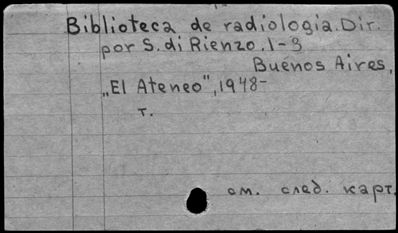 Biblioteca de radiologia. Dir.
por S. di Rienzo. 1-3
Buenos Aires,
„El Ateneo”, 1948-
т.
см. след. карт.